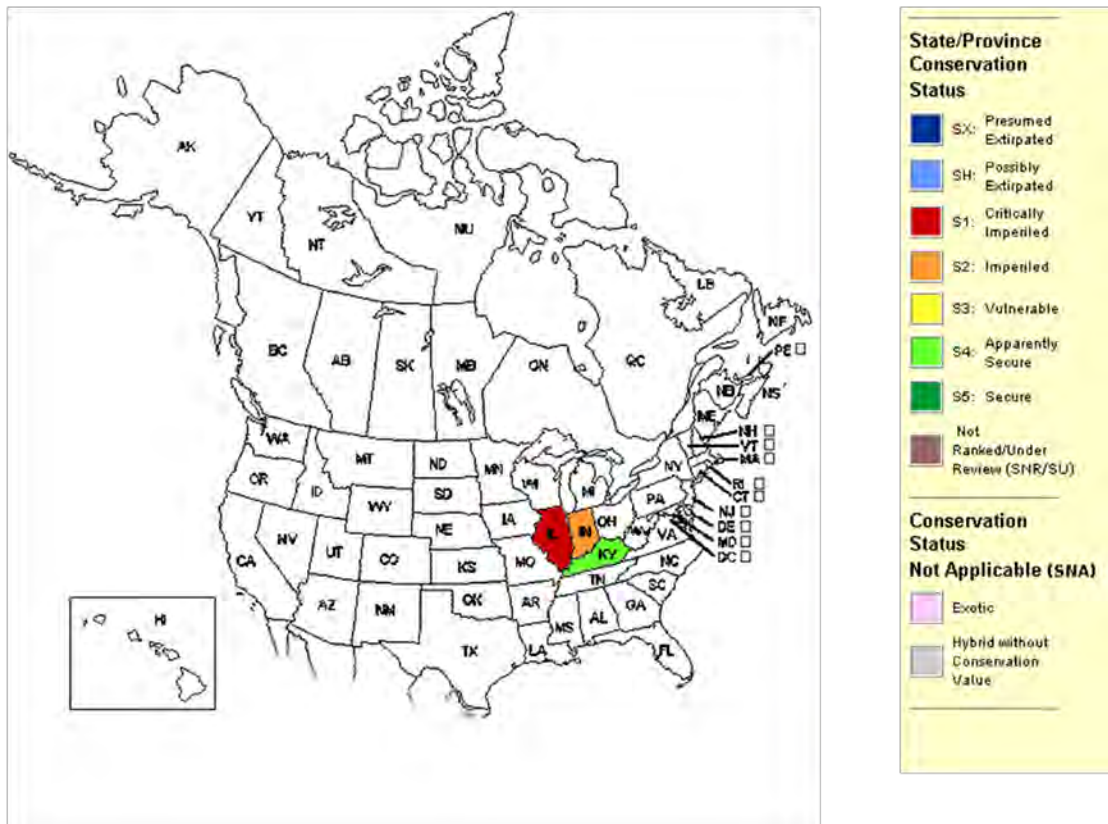 AK
YT
NT
NU
LB
NF
BC
AB
SK
MB
ON
QC
PE
NB
NS
ME
WA
MT
ND
MN
NH
VT
MA
OR
ID
SD
WI
MI
NY
RI
CT
WY
IA
PA
NJ
NE
IL
IN
OH
DE
NV
UT
CO
WV
VA
MD
CA
KS
MO
KY
DC
NC
AZ
NM
OK
AR
TN
SC
MS
AL
GA
TX
LA
FL
HI
State/Province
Conservation
Status
SX: Presumed
Extirpated
SH: Possibly
Extirpated
S1: Critically
Imperiled
S2: Imperiled
S3: Vulnerable
S4: Apparently
Secure
S5: Secure
Not
Ranked/Under
Review (SNR/SU)
Conservation
Status
Not Applicable (SNA)
Exotic
Hybrid without
Conservation
Value